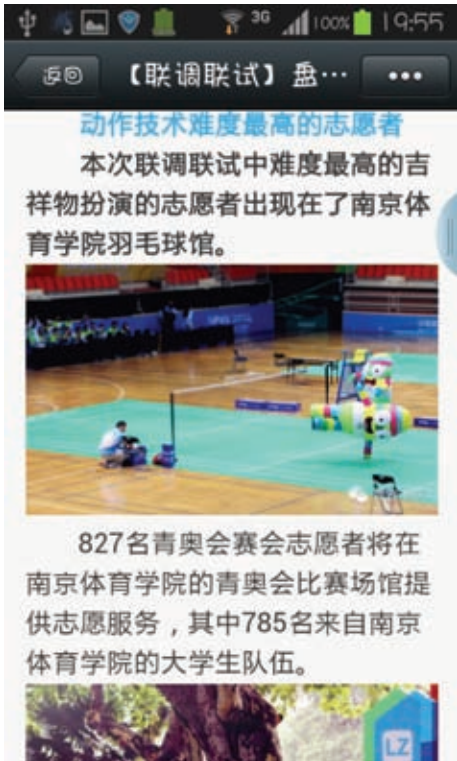 3G 100% 19:55
返回 【联调联试】盘… •••
动作技术难度最高的志愿者
本次联调联试中难度最高的吉
祥物扮演的志愿者出现在了南京体
育学院羽毛球馆。
827名青奥会赛会志愿者将在
南京体育学院的青奥会比赛场馆提
供志愿服务，其中785名来自南京
体育学院的大学生队伍。
LZ